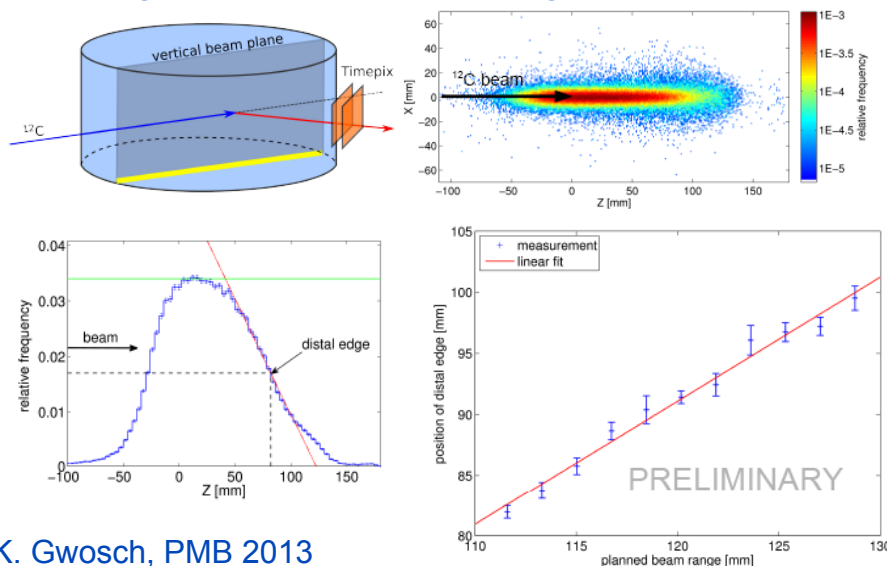 vertical beam plane
Timepix
12C
X [mm]
60
40
20
0
−20
−40
−60
12C beam
−100 −50 0 50 100 150
Z [mm]
1E−3
1E−3.5
1E−4
1E−4.5
1E−5
relative frequency
relative frequency
0.04
0.03
0.02
0.01
0
beam
distal edge
−100 −50 0 50 100 150
Z [mm]
position of distal edge [mm]
105
100
95
90
85
80
measurement
linear fit
PRELIMINARY
110 115 120 125 130
planned beam range [mm]
K. Gwosch, PMB 2013